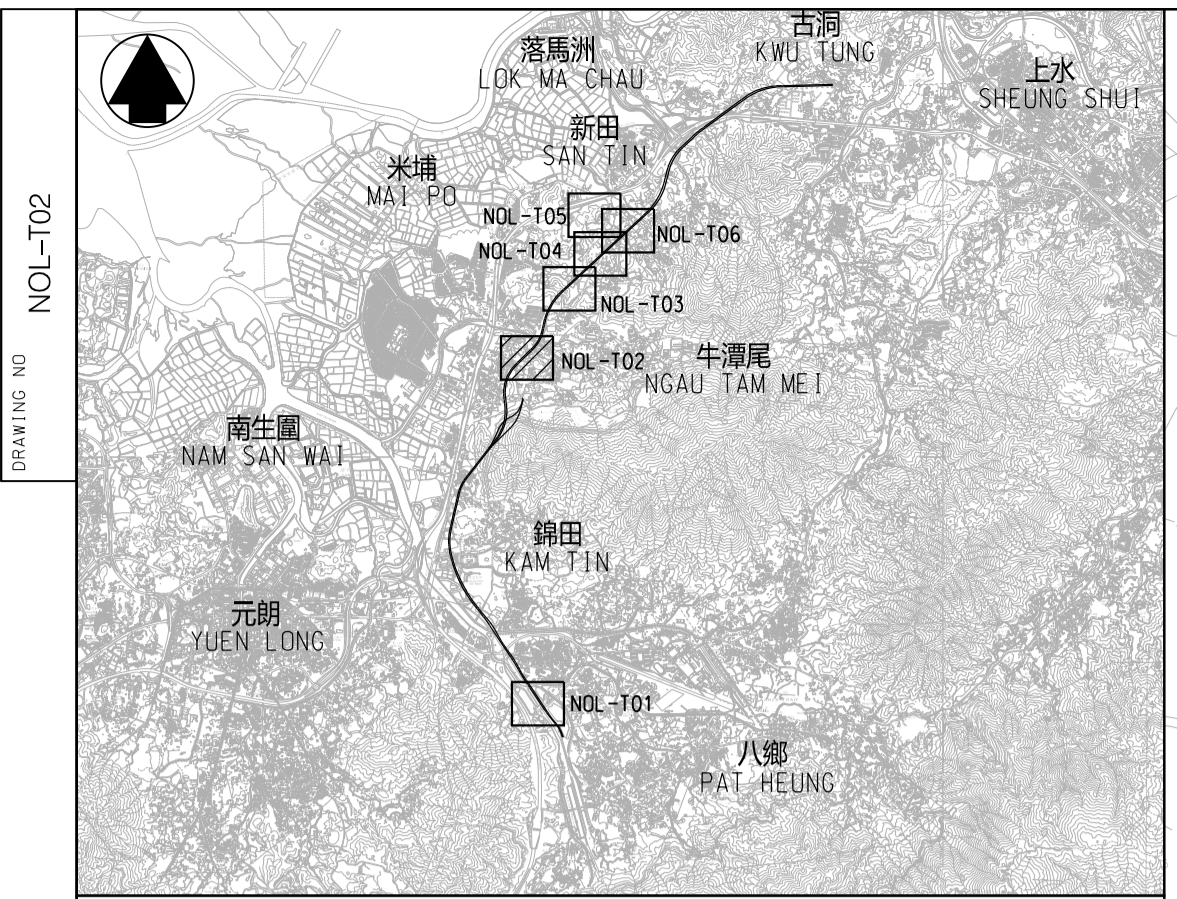 DRAWING NO
NOL-T02
古洞
KWU TUNG
落馬洲
LOK MA CHAU
上水
SHEUNG SHUI
新田
SAN TIN
米埔
MAI PO
NOL-T05
NOL-T06
NOL-T04
NOL-T03
NOL-T02
牛潭尾
NGAU TAM MEI
南生圍
NAM SAN WAI
錦田
KAM TIN
元朗
YUEN LONG
NOL-T01
八鄉
PAT HEUNG